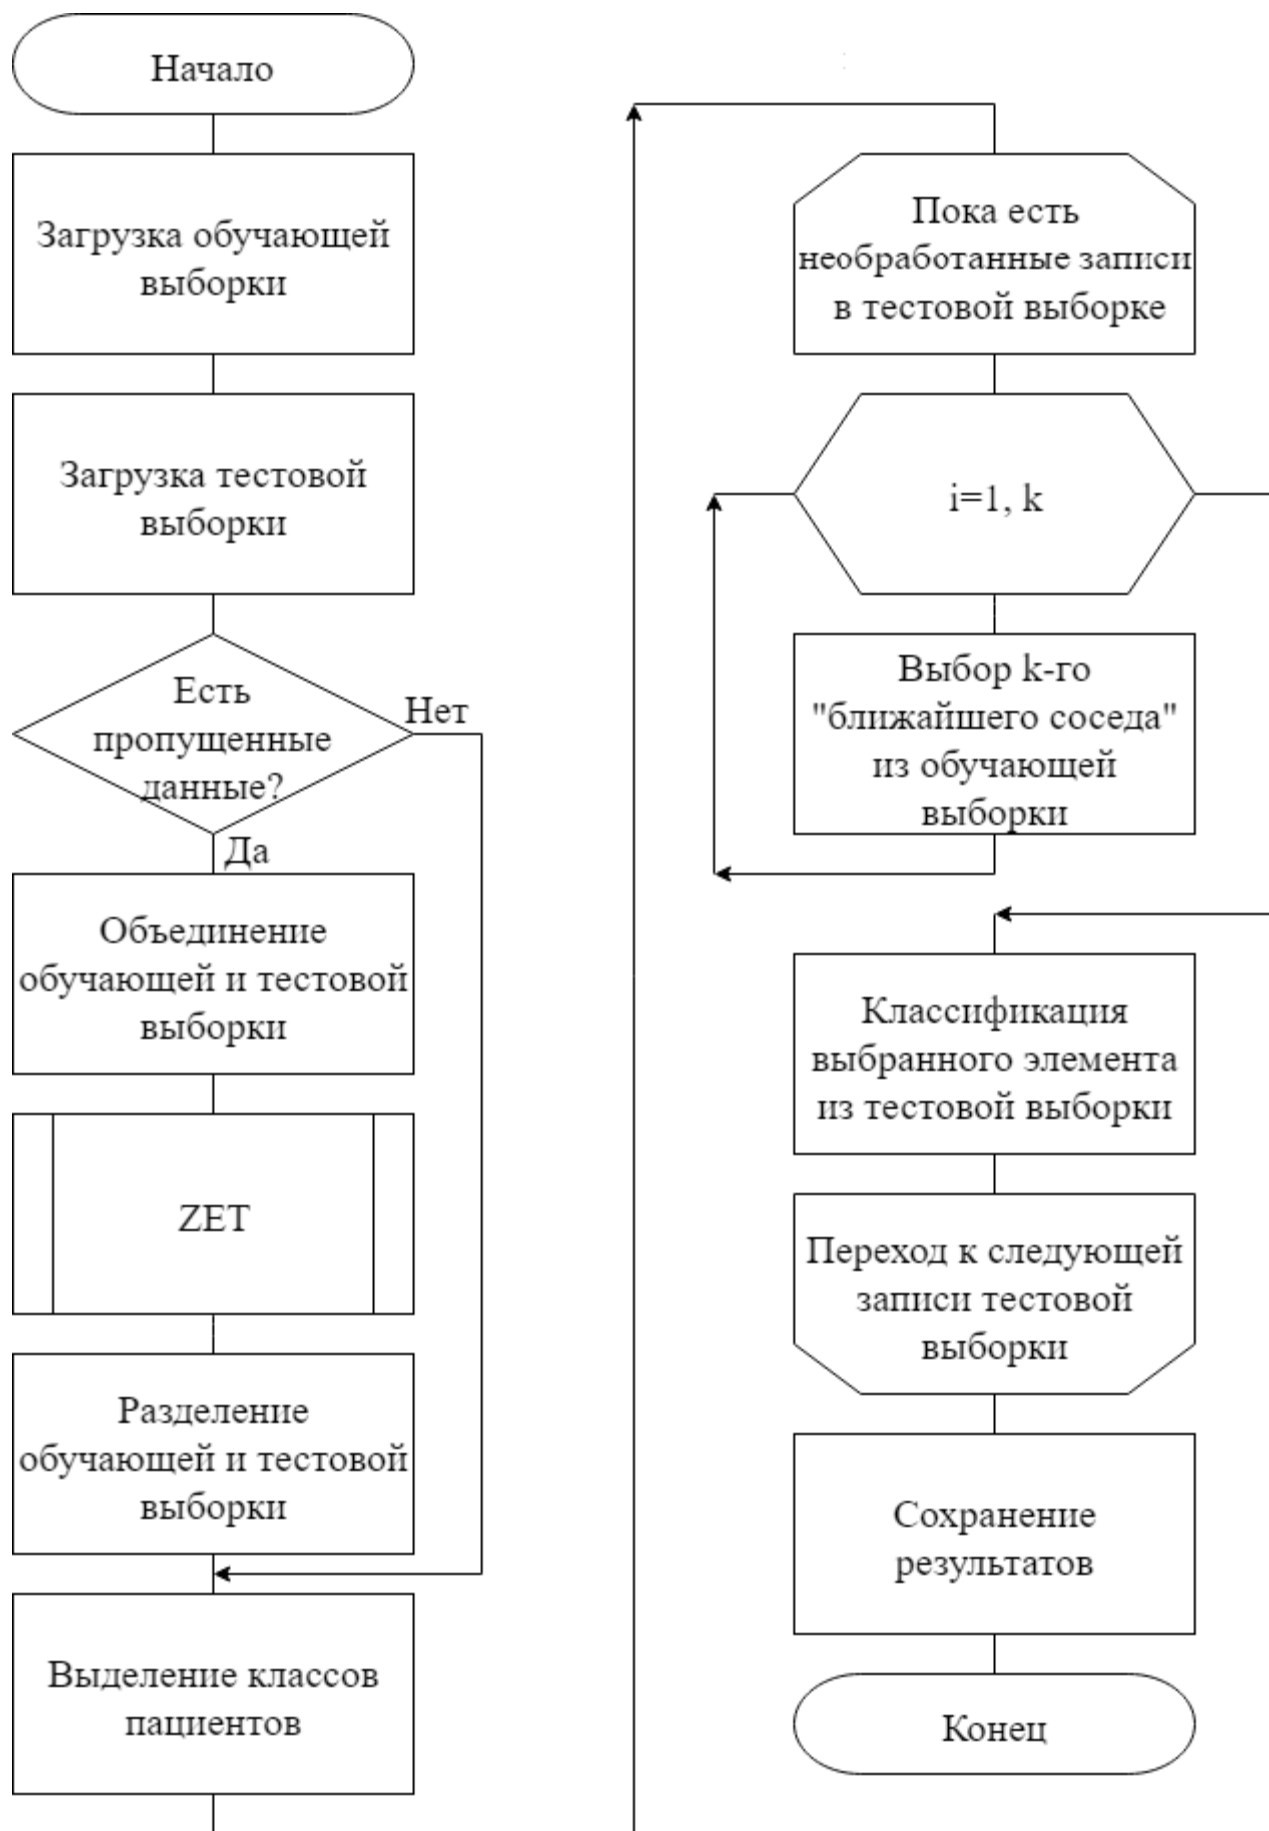 Начало
Загрузка обучающей
выборки
Загрузка тестовой
выборки
Есть
пропущенные
данные?
Нет
Да
Объединение
обучающей и тестовой
выборки
ZET
Разделение
обучающей и тестовой
выборки
Выделение классов
пациентов
Пока есть
необработанные записи
в тестовой выборке
i=1, k
Выбор k-го
"ближайшего соседа"
из обучающей
выборки
Классификация
выбранного элемента
из тестовой выборки
Переход к следующей
записи тестовой
выборки
Сохранение
результатов
Конец